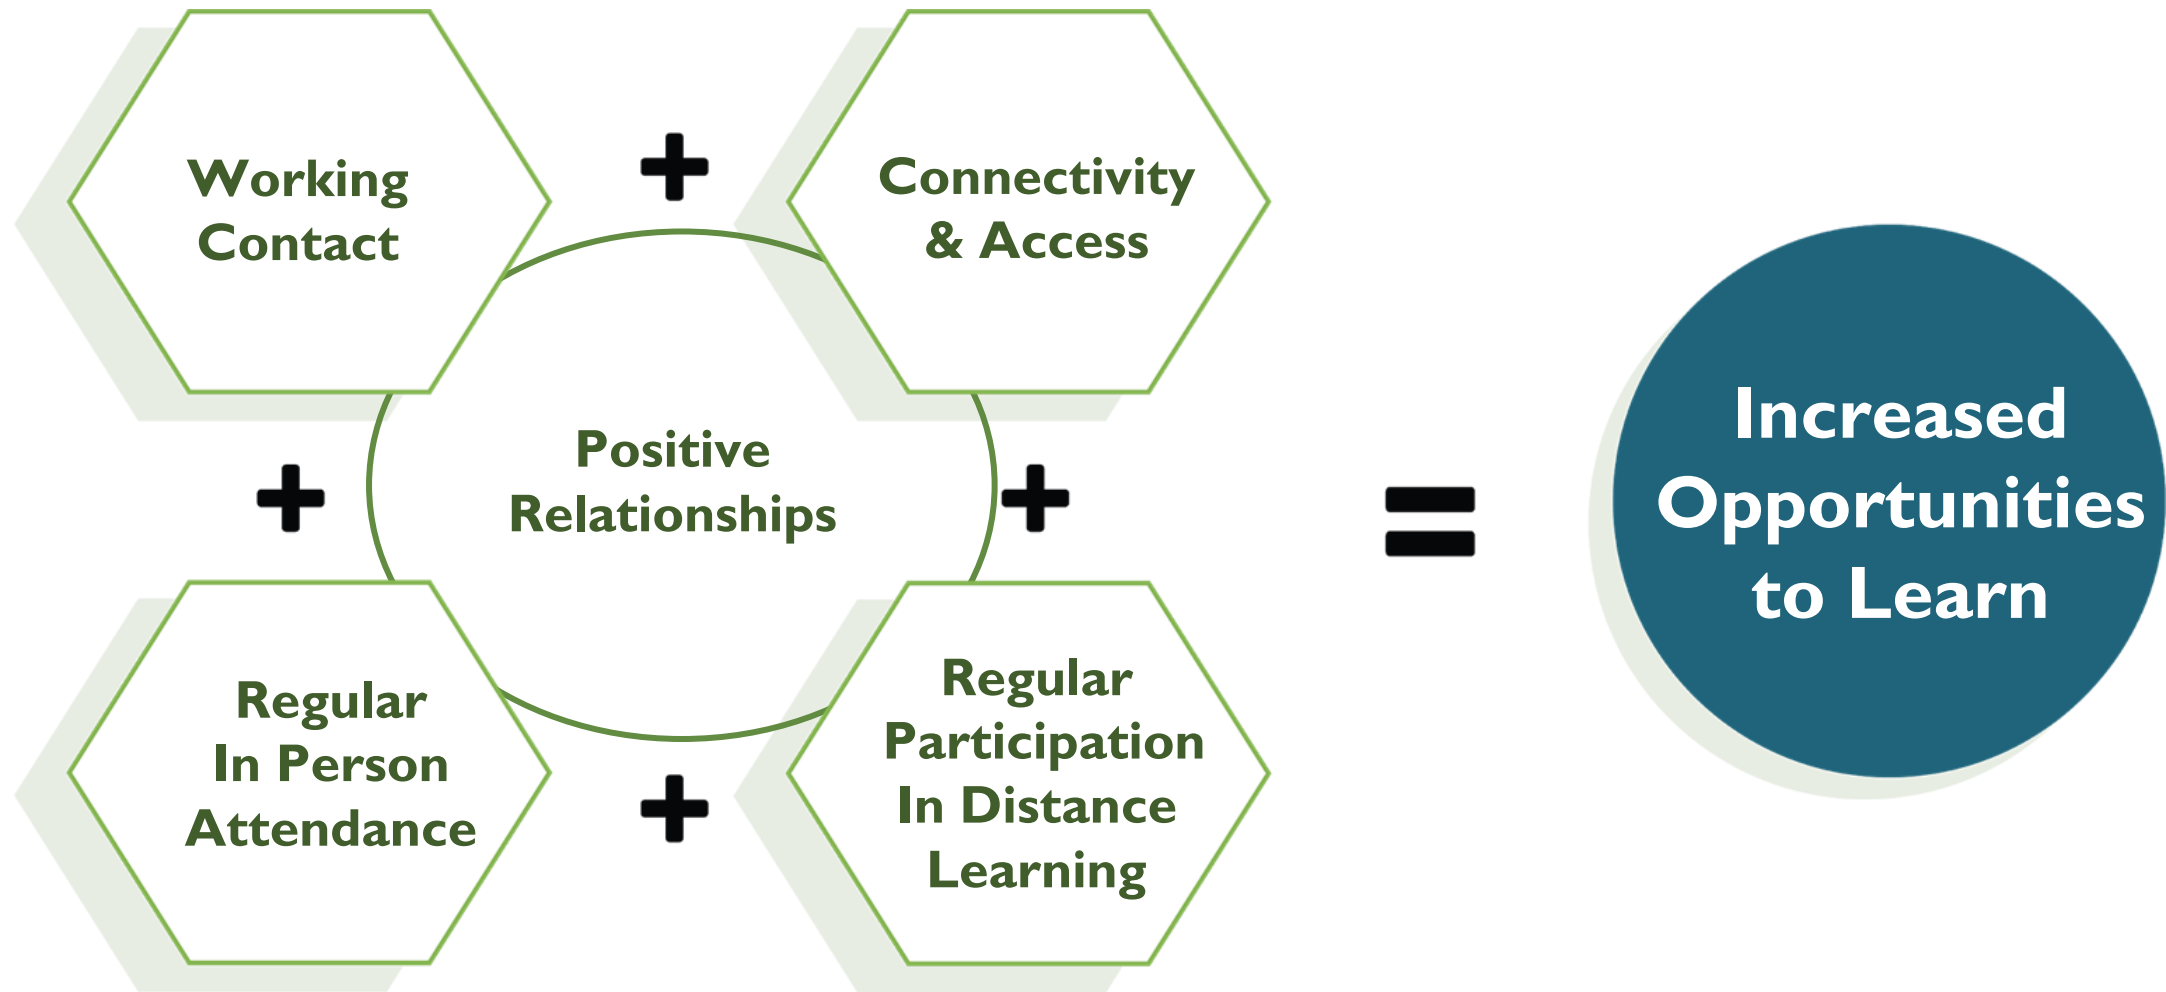 Working
Contact
+
Connectivity
& Access
+
Positive
Relationships
+
Regular
In Person
Attendance
+
Regular
Participation
In Distance
Learning
=
Increased
Opportunities
to Learn